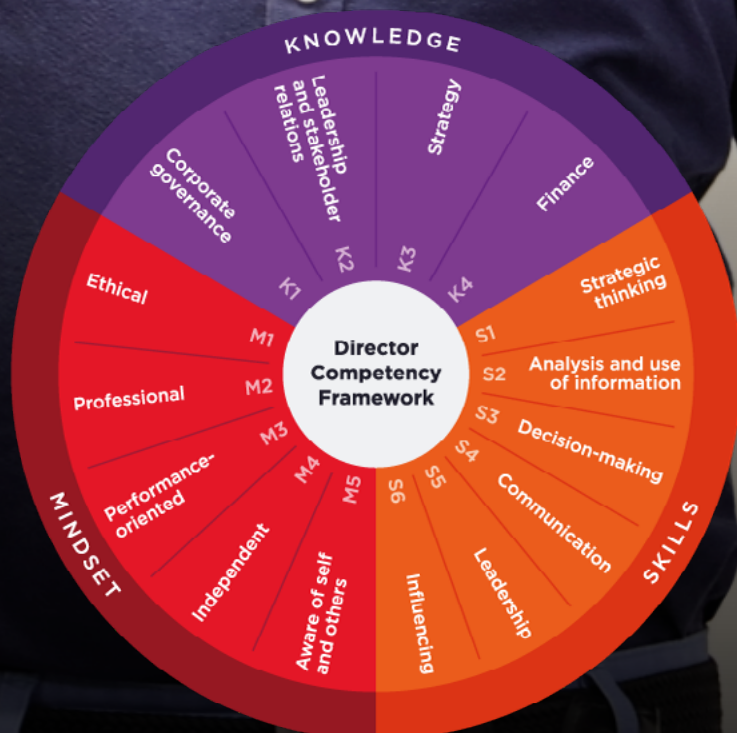 KNOWLEDGE
Corporate
governance
K1
Leadership
and stakeholder
relations
K2
Strategy
K3
Finance
K4
Director
Competency
Framework
SKILLS
Strategic
thinking
S1
Analysis and use
of information
S2
Decision-making
S3
Communication
S4
Leadership
S5
Influencing
S6
MINDSET
Ethical
M1
Professional
M2
Performance-
oriented
M3
Independent
M4
Aware of self
and others
M5